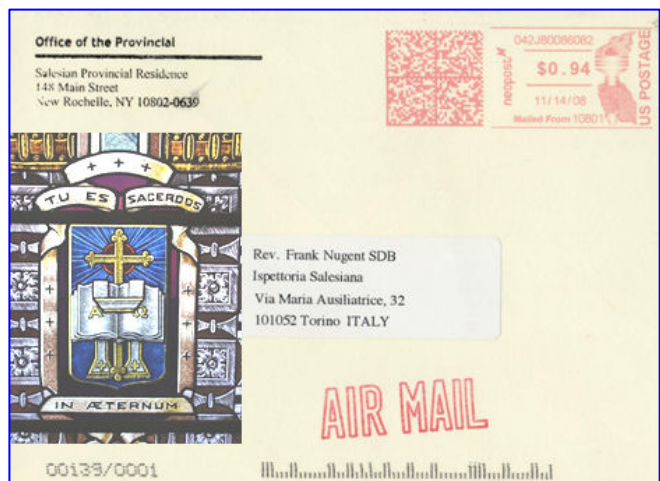 Office of the Provincial
Salesian Provincial Residence
148 Main Street
New Rochelle, NY 10802-0639
neopost
042J80086082
$0.94
11/14/08
Mailed From 10801
US POSTAGE
TU ES SACERDOS
Α Ω
IN ÆTERNUM
Rev. Frank Nugent SDB
Ispettoria Salesiana
Via Maria Ausiliatrice, 32
101052 Torino ITALY
AIR MAIL
00139/0001